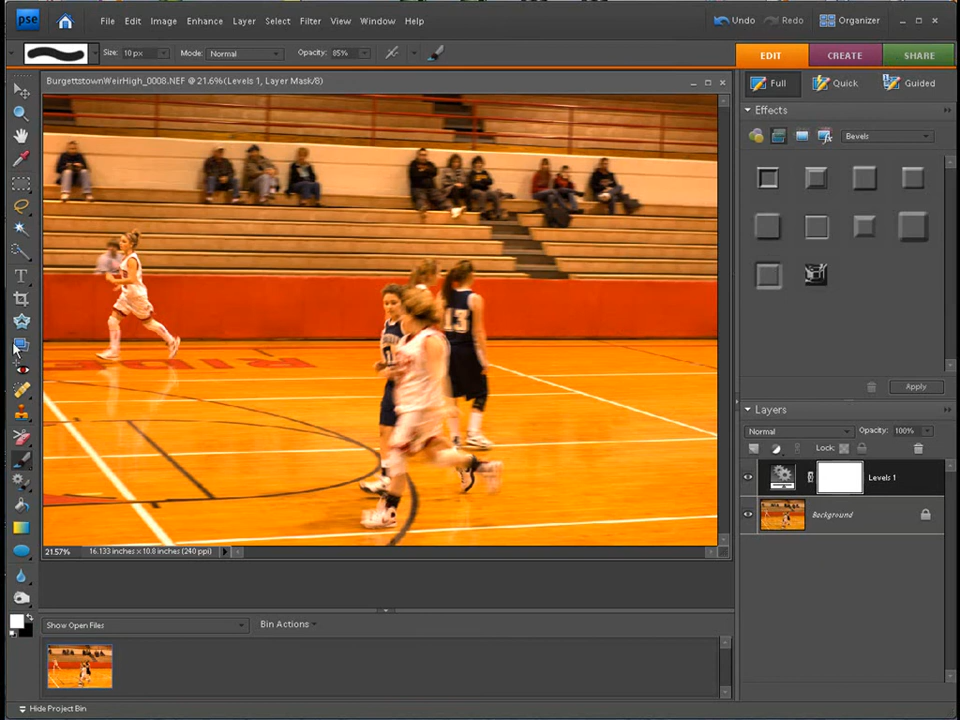 pse File Edit Image Enhance Layer Select Filter View Window Help Undo Redo Organizer
Size: 10 px Mode: Normal Opacity: 85% EDIT CREATE SHARE
BurgettstownWeirHigh_0008.NEF @ 21.6%(Levels 1, Layer Mask/8)
Full Quick Guided
Effects
Bevels
13
RIDE
Apply
Layers
Normal Opacity: 100%
Lock:
Levels 1
Background
21.57% 16.133 inches x 10.8 inches (240 ppi)
Show Open Files Bin Actions
Hide Project Bin